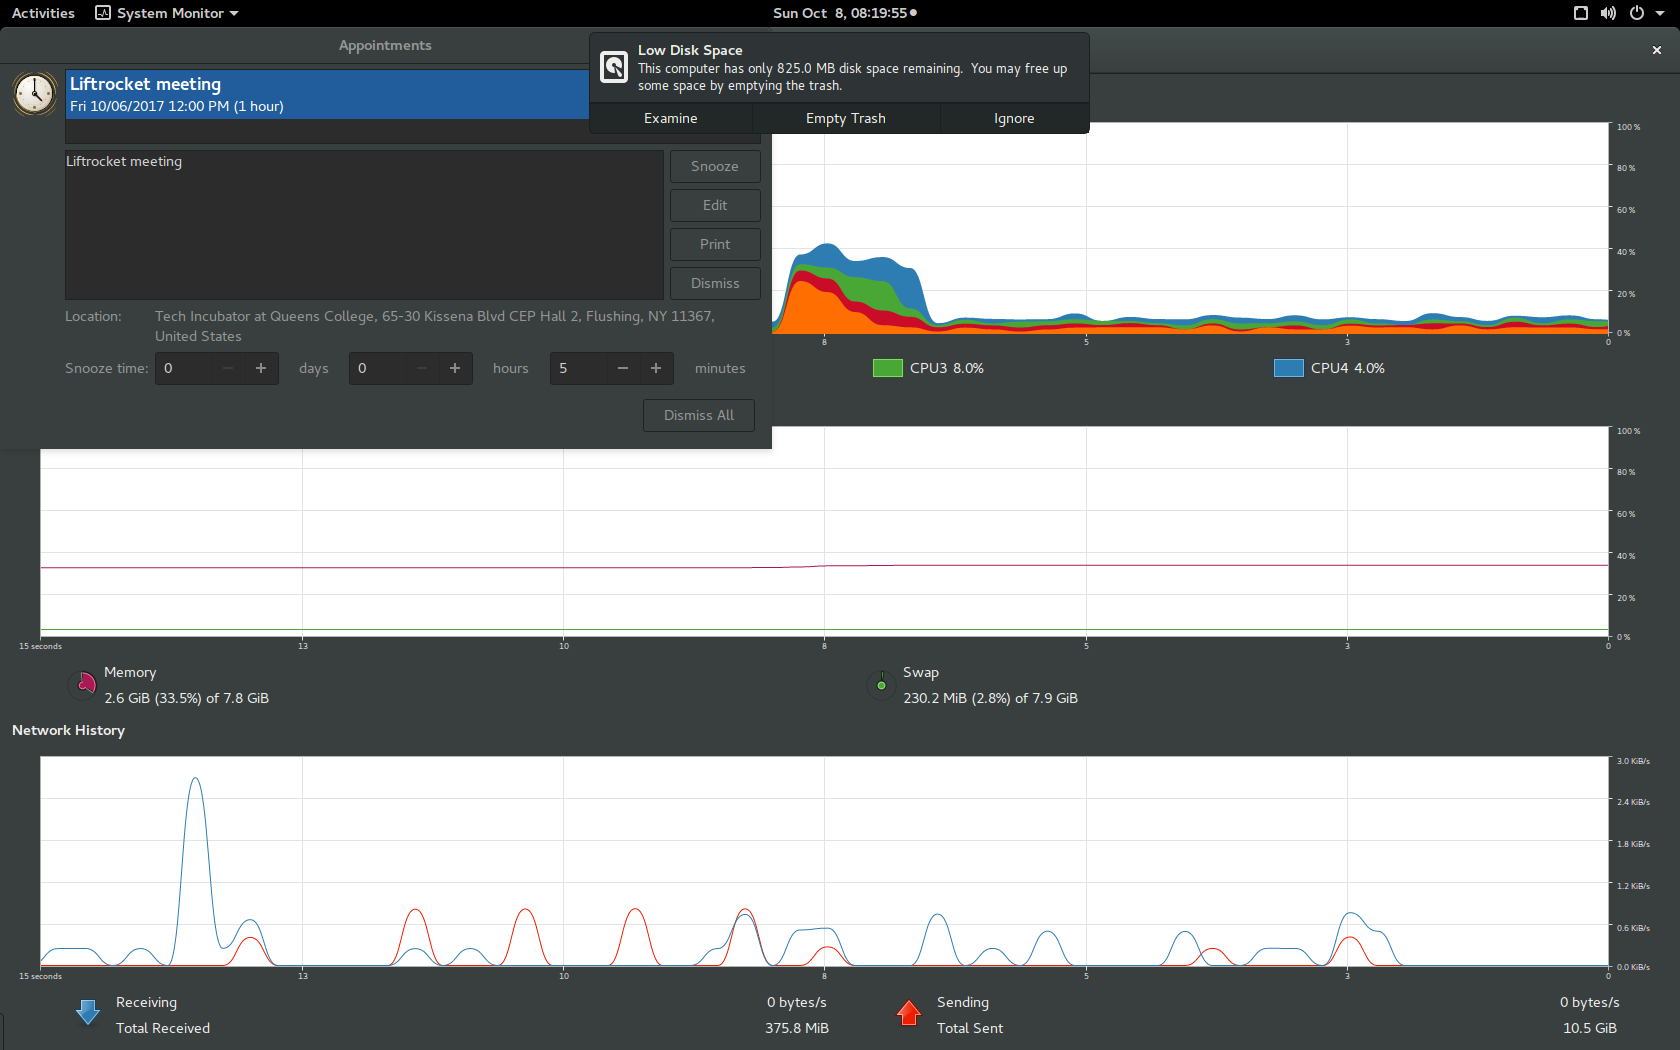 Activities
System Monitor
Sun Oct  8, 08:19:55
Appointments
Liftrocket meeting
Fri 10/06/2017 12:00 PM (1 hour)
Low Disk Space
This computer has only 825.0 MB disk space remaining.  You may free up
some space by emptying the trash.
Examine
Empty Trash
Ignore
Liftrocket meeting
Snooze
Edit
Print
Dismiss
Location:
Tech Incubator at Queens College, 65-30 Kissena Blvd CEP Hall 2, Flushing, NY 11367,
United States
Snooze time:
0
days
0
hours
5
minutes
Dismiss All
100 %
80 %
60 %
40 %
20 %
0 %
8
5
3
0
CPU3 8.0%
CPU4 4.0%
100 %
80 %
60 %
40 %
20 %
0 %
15 seconds
13
10
8
5
3
0
Memory
2.6 GiB (33.5%) of 7.8 GiB
Swap
230.2 MiB (2.8%) of 7.9 GiB
Network History
3.0 KiB/s
2.4 KiB/s
1.8 KiB/s
1.2 KiB/s
0.6 KiB/s
0.0 KiB/s
15 seconds
13
10
8
5
3
0
Receiving
0 bytes/s
Total Received
375.8 MiB
Sending
0 bytes/s
Total Sent
10.5 GiB